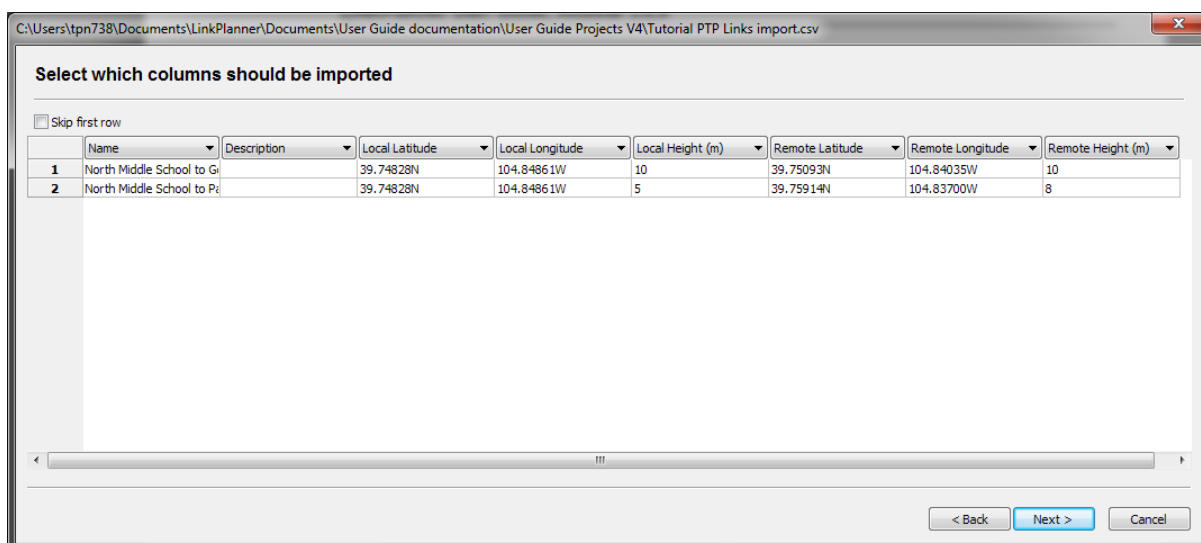 C:\Users\tpn738\Documents\LinkPlanner\Documents\User Guide documentation\User Guide Projects V4\Tutorial PTP Links import.csv
Select which columns should be imported
Skip first row
Name Description Local Latitude Local Longitude Local Height (m) Remote Latitude Remote Longitude Remote Height (m)
1 North Middle School to 39.74828N 104.84861W 10 39.75093N 104.84035W 10
2 North Middle School to 39.74828N 104.84861W 5 39.75914N 104.83700W 8
< Back Next > Cancel